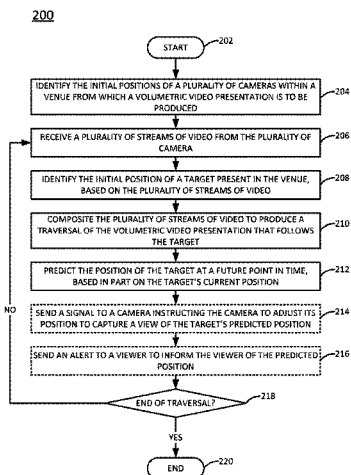 200
START
202
IDENTIFY THE INITIAL POSITIONS OF A PLURALITY OF CAMERAS WITHIN A
VENUE FROM WHICH A VOLUMETRIC VIDEO PRESENTATION IS TO BE
PRODUCED
204
RECEIVE A PLURALITY OF STREAMS OF VIDEO FROM THE PLURALITY OF
CAMERA
206
IDENTIFY THE INITIAL POSITION OF A TARGET PRESENT IN THE VENUE,
BASED ON THE PLURALITY OF STREAMS OF VIDEO
208
COMPOSITE THE PLURALITY OF STREAMS OF VIDEO TO PRODUCE A
TRAVERSAL OF THE VOLUMETRIC VIDEO PRESENTATION THAT FOLLOWS
THE TARGET
210
PREDICT THE POSITION OF THE TARGET AT A FUTURE POINT IN TIME,
BASED IN PART ON THE TARGET'S CURRENT POSITION
212
NO
SEND A SIGNAL TO A CAMERA INSTRUCTING THE CAMERA TO ADJUST ITS
POSITION TO CAPTURE A VIEW OF THE TARGET'S PREDICTED POSITION
214
SEND AN ALERT TO A VIEWER TO INFORM THE VIEWER OF THE PREDICTED
POSITION
216
END OF TRAVERSAL?
218
YES
END
220